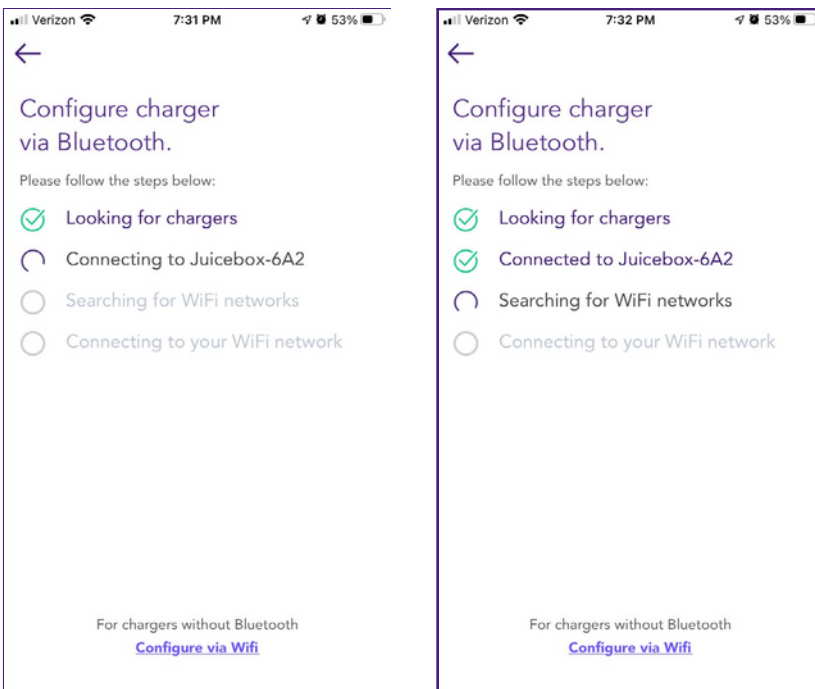 Verizon 7:31 PM 53%
Configure charger
via Bluetooth.
Please follow the steps below:
Looking for chargers
Connecting to Juicebox-6A2
Searching for WiFi networks
Connecting to your WiFi network
For chargers without Bluetooth
Configure via Wifi
Verizon 7:32 PM 53%
Configure charger
via Bluetooth.
Please follow the steps below:
Looking for chargers
Connected to Juicebox-6A2
Searching for WiFi networks
Connecting to your WiFi network
For chargers without Bluetooth
Configure via Wifi